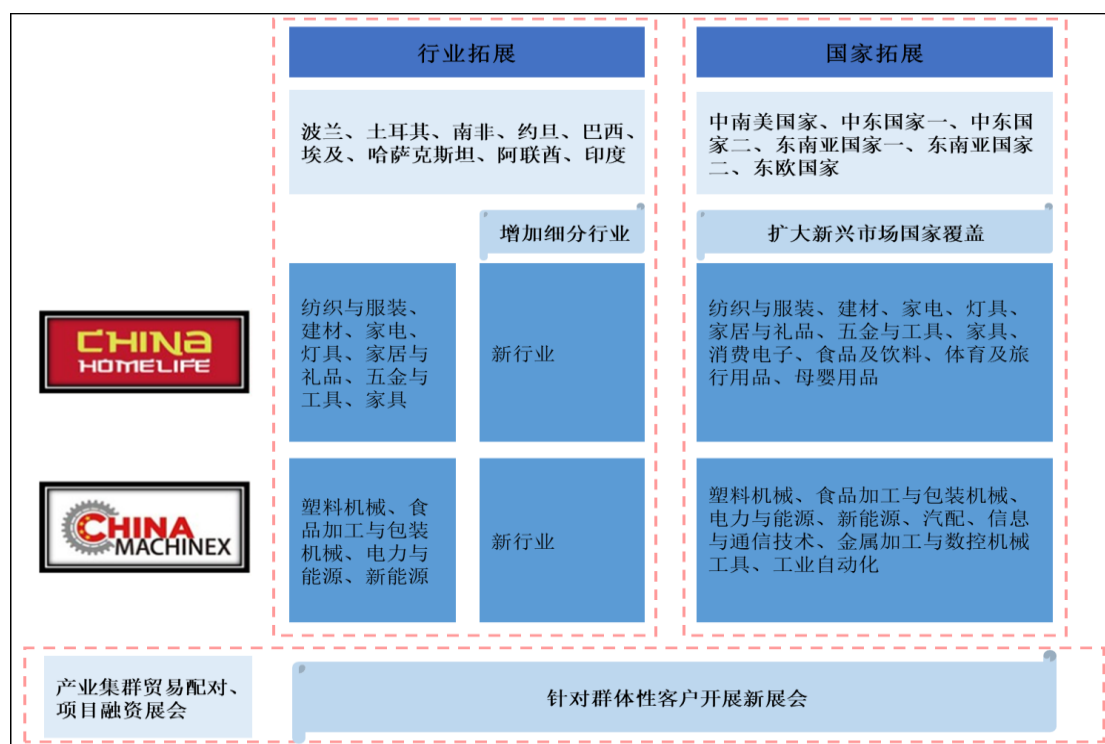 行业拓展
国家拓展
波兰、土耳其、南非、约旦、巴西、
埃及、哈萨克斯坦、阿联酋、印度
中南美国家、中东国家一、中东国
家二、东南亚国家一、东南亚国家
二、东欧国家
增加细分行业
扩大新兴市场国家覆盖
CHINA
HOMELIFE
纺织与服装、
建材、家电、
灯具、家居与
礼品、五金与
工具、家具
新行业
纺织与服装、建材、家电、灯具、
家居与礼品、五金与工具、家具、
消费电子、食品及饮料、体育及旅
行用品、母婴用品
CHINA
MACHINEX
塑料机械、食
品加工与包装
机械、电力与
能源、新能源
新行业
塑料机械、食品加工与包装机械、
电力与能源、新能源、汽配、信息
与通信技术、金属加工与数控机械
工具、工业自动化
产业集群贸易配对、
项目融资展会
针对群体性客户开展新展会